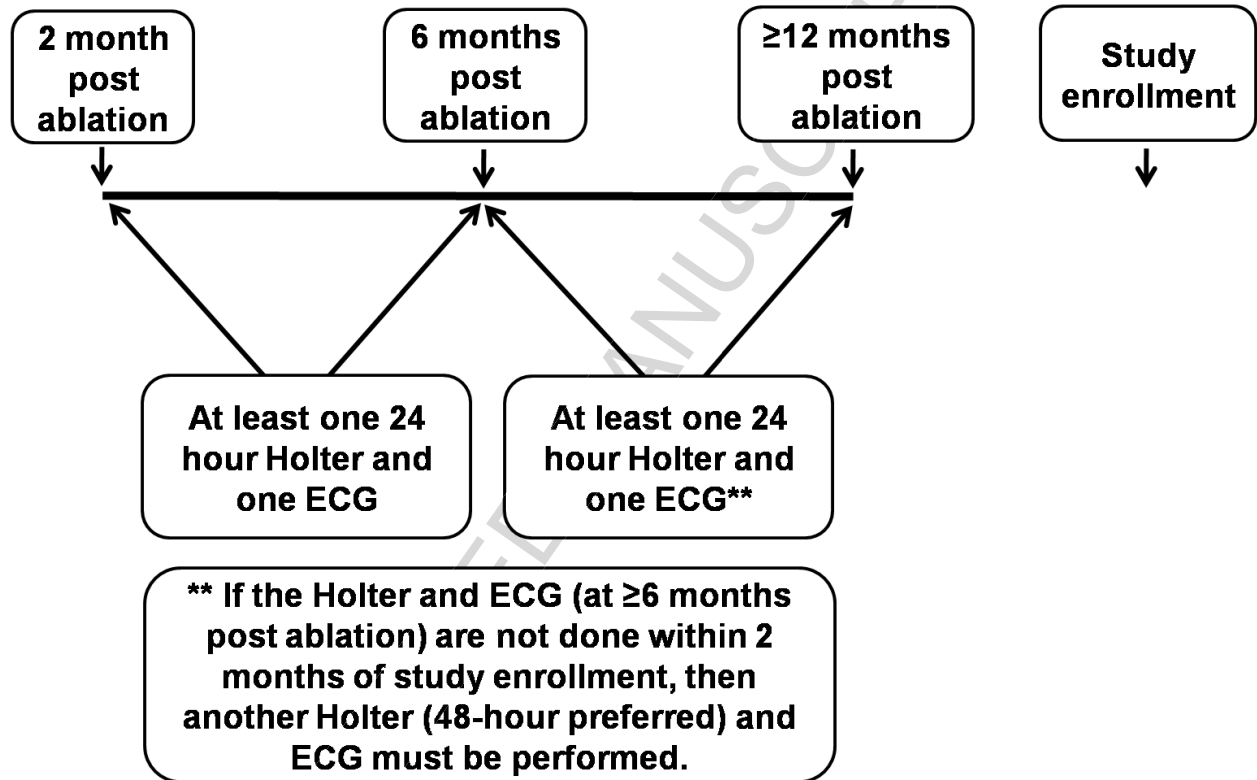 2 month
post
ablation
6 months
post
ablation
≥12 months
post
ablation
Study
enrollment
At least one 24
hour Holter and
one ECG
At least one 24
hour Holter and
one ECG**
** If the Holter and ECG (at ≥6 months
post ablation) are not done within 2
months of study enrollment, then
another Holter (48-hour preferred) and
ECG must be performed.